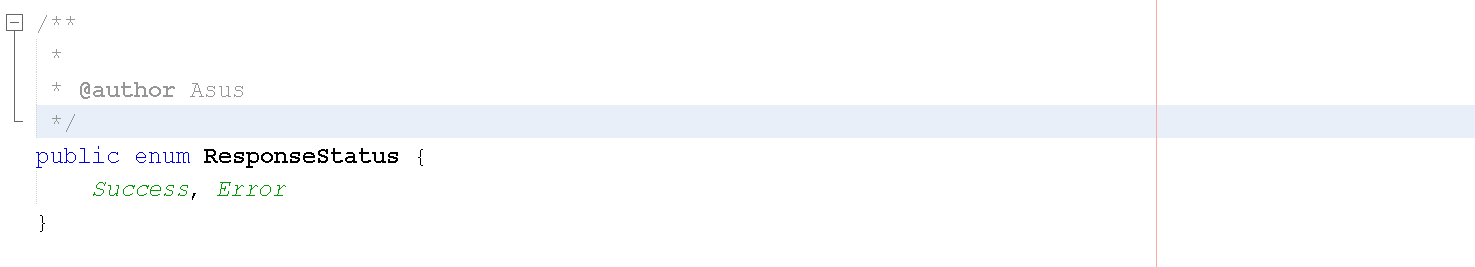 /**
 *
 * @author Asus
 */
public enum ResponseStatus {
    Success, Error
}